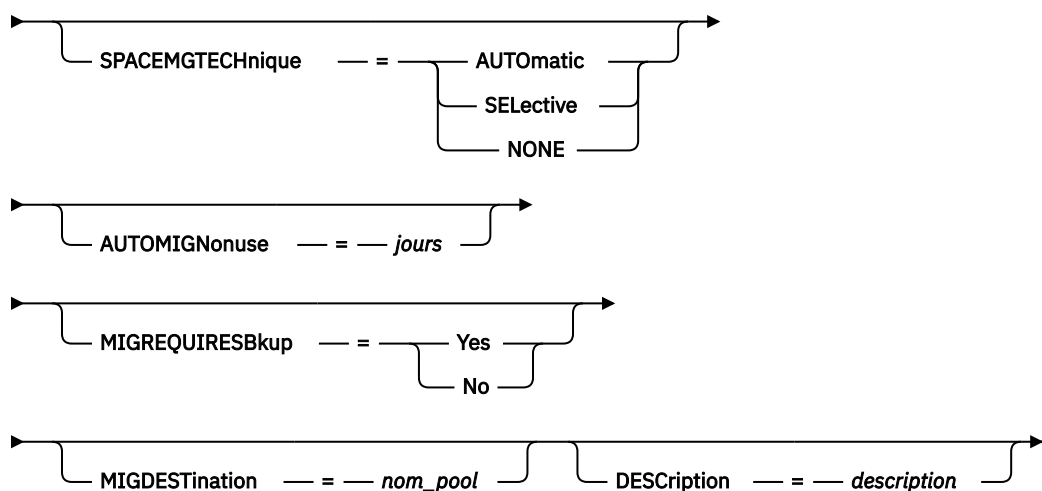 SPACEMGTECHnique = AUTOmatic
SELective
NONE
AUTOMIGNonuse = jours
MIGREQUIRESBkup = Yes
No
MIGDESTination = nom_pool DESCription = description